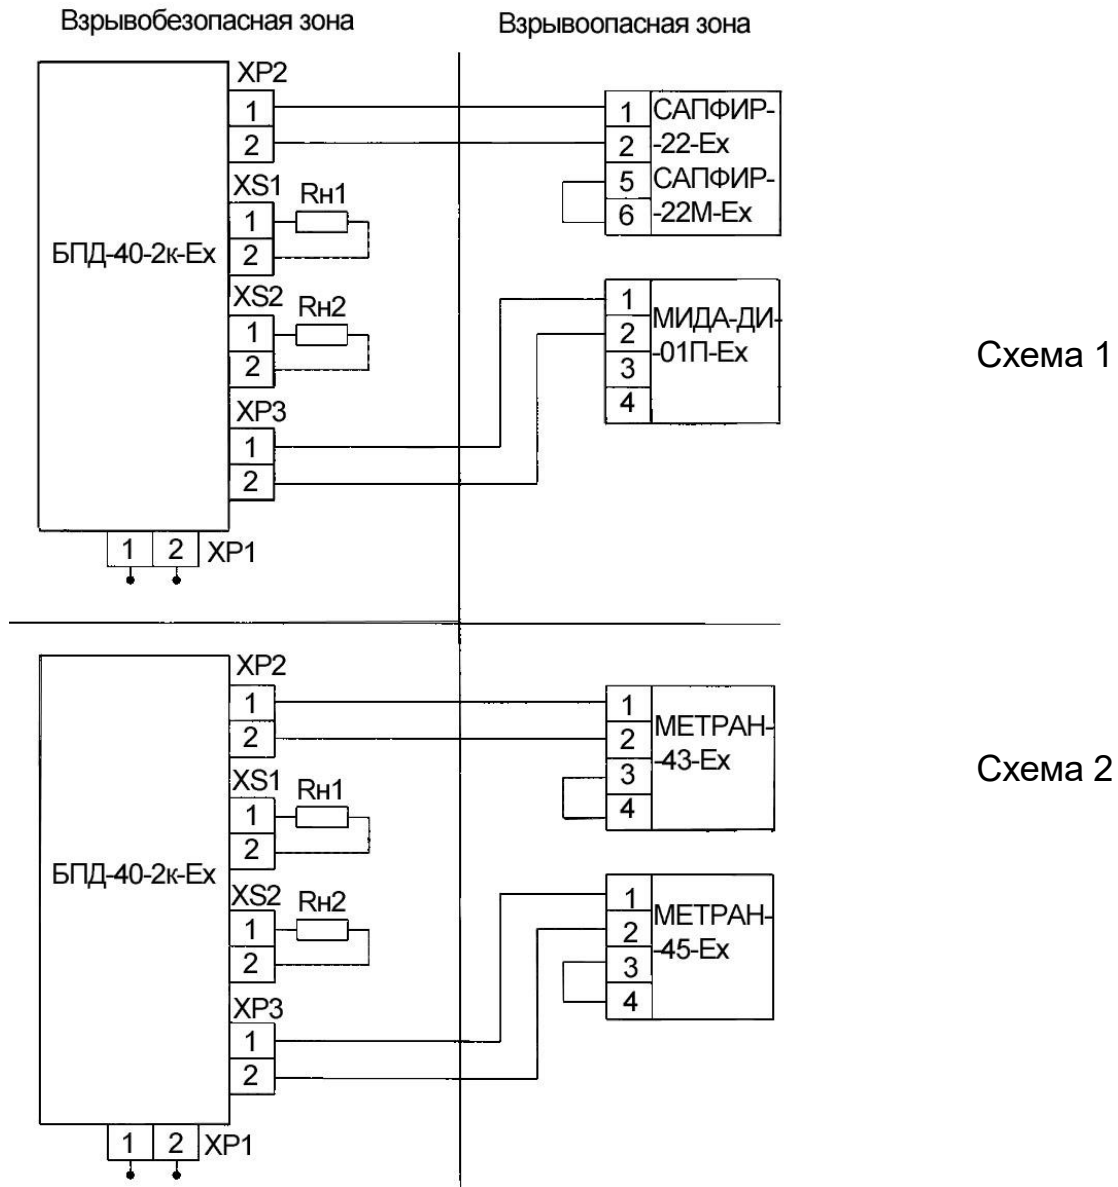 Взрывобезопасная зона
Взрывоопасная зона
XP2
1
2
XS1
1
2
Rн1
БПД-40-2к-Ex
XS2
1
2
Rн2
XP3
1
2
1 2 XP1
1
2
5
6
САПФИР-
-22-Ex
САПФИР-
-22М-Ex
1
2
3
4
МИДА-ДИ-
-01П-Ex
Схема 1
XP2
1
2
XS1
1
2
Rн1
БПД-40-2к-Ex
XS2
1
2
Rн2
XP3
1
2
1 2 XP1
1
2
3
4
МЕТРАН-
-43-Ex
1
2
3
4
МЕТРАН-
-45-Ex
Схема 2